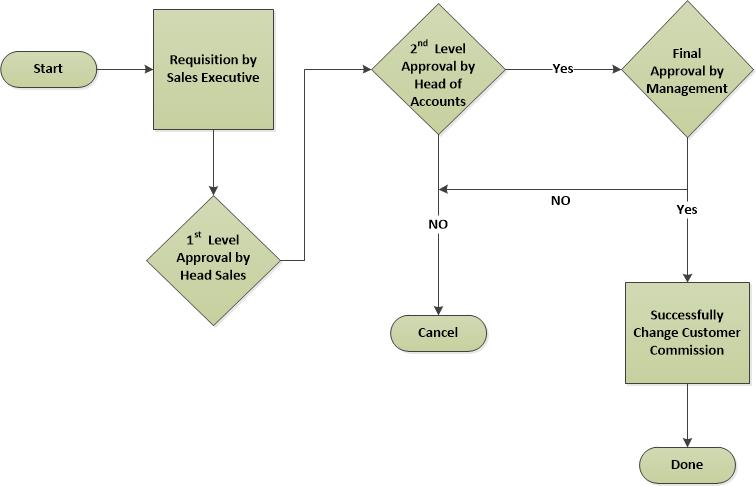 Start
Requisition by
Sales Executive
1st Level
Approval by
Head Sales
2nd Level
Approval by
Head of
Accounts
Yes
Final
Approval by
Management
NO
NO
Yes
Cancel
Successfully
Change Customer
Commission
Done